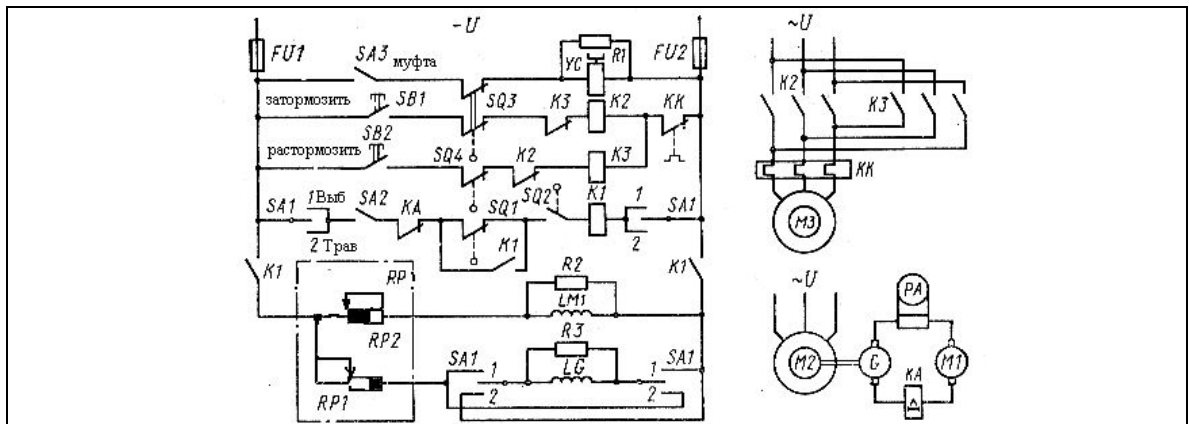 - U
~U
FU1
SA3
муфта
YC
R1
FU2
затормозить
SB1
SQ3
K3
K2
KK
K2
K3
SB2
растормозить
SQ4
K2
K3
KK
SA1
1 Выб
SA2
KA
SQ1
SQ2
K1
1
SA1
M3
2 Трав
K1
2
K1
RP
R2
K1
~U
PA
RP2
LM1
R3
M2
G
M1
SA1
1
LG
1
SA1
KA
RP1
2
2